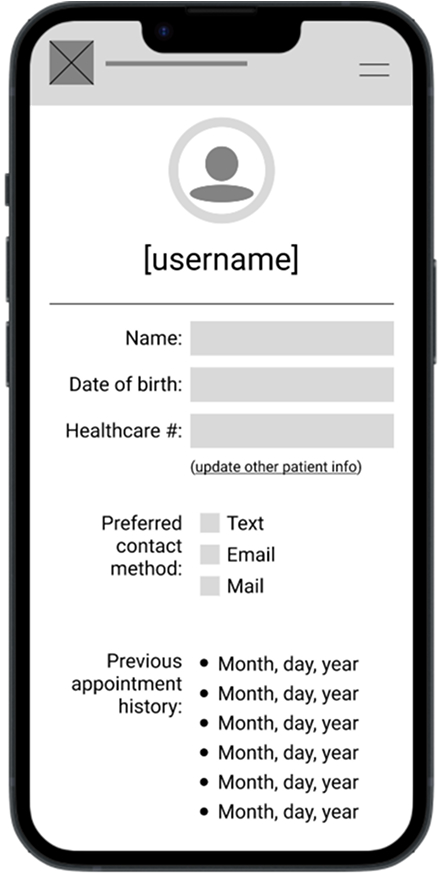 [username]
Name:
Date of birth:
Healthcare #:
(update other patient info)
Preferred
contact
method:
Text
Email
Mail
Previous
appointment
history:
• Month, day, year
• Month, day, year
• Month, day, year
• Month, day, year
• Month, day, year
• Month, day, year